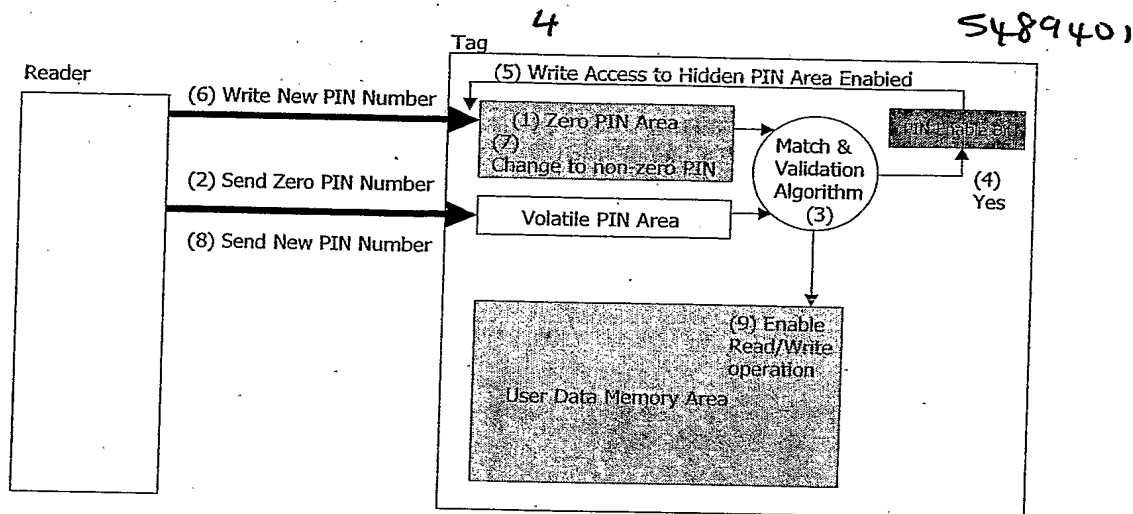 4
5489401
Tag
Reader
(5) Write Access to Hidden PIN Area Enabled
(6) Write New PIN Number
(1) Zero PIN Area
(7)
Change to non-zero PIN
PIN Enable Bit
Match &
Validation
Algorithm
(3)
(4)
Yes
(2) Send Zero PIN Number
Volatile PIN Area
(8) Send New PIN Number
(9) Enable
Read/Write
operation
User Data Memory Area